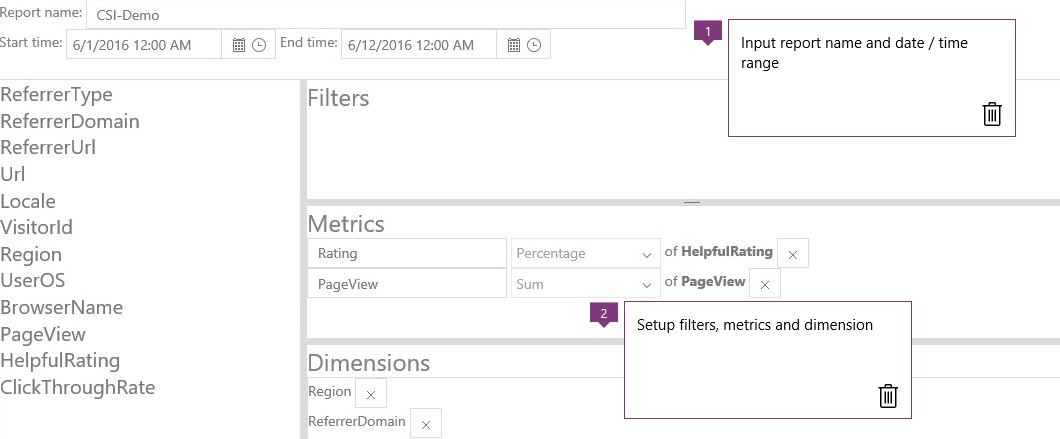 Report name: CSI-Demo
Start time: 6/1/2016 12:00 AM End time: 6/12/2016 12:00 AM
1
Input report name and date / time
range
ReferrerType
ReferrerDomain
ReferrerUrl
Url
Locale
VisitorId
Region
UserOS
BrowserName
PageView
HelpfulRating
ClickThroughRate
Filters
Metrics
Rating Percentage of HelpfulRating
PageView Sum of PageView
2
Setup filters, metrics and dimension
Dimensions
Region
ReferrerDomain